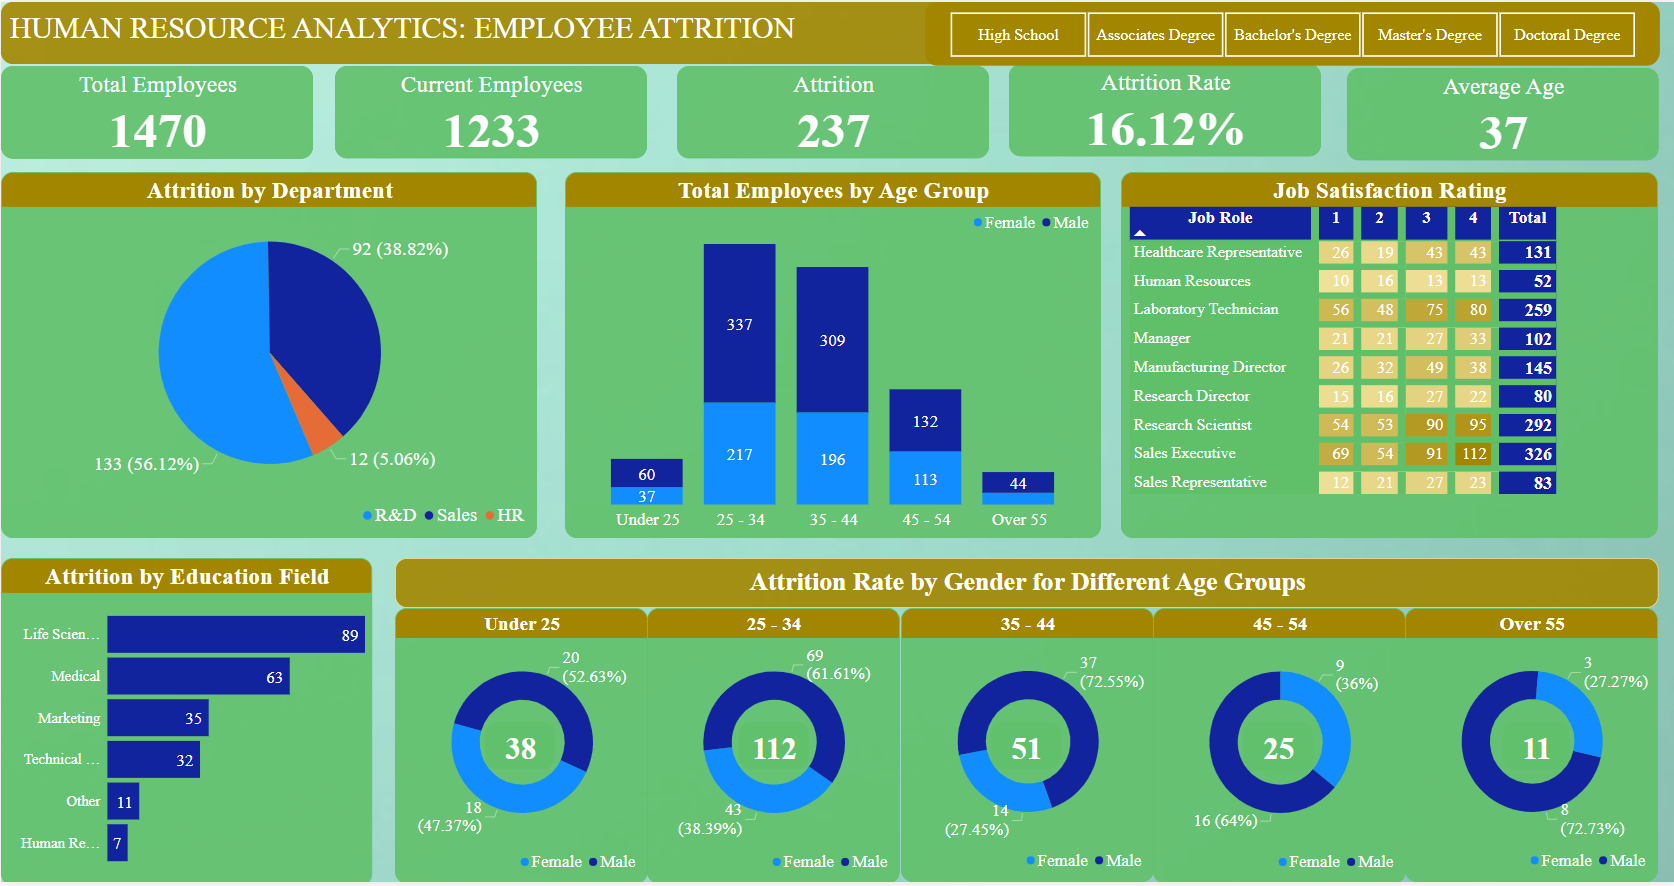 HUMAN RESOURCE ANALYTICS: EMPLOYEE ATTRITION
High School
Associates Degree
Bachelor's Degree
Master's Degree
Doctoral Degree
Total Employees
1470
Current Employees
1233
Attrition
237
Attrition Rate
16.12%
Average Age
37
Attrition by Department
92 (38.82%)
133 (56.12%)
12 (5.06%)
R&D Sales HR
Total Employees by Age Group
Female Male
337
309
217
196
132
113
60
37
44
Under 25
25 - 34
35 - 44
45 - 54
Over 55
Job Satisfaction Rating
Job Role 1 2 3 4 Total
Healthcare Representative 26 19 43 43 131
Human Resources 10 16 13 13 52
Laboratory Technician 56 48 75 80 259
Manager 21 21 27 33 102
Manufacturing Director 26 32 49 38 145
Research Director 15 16 27 22 80
Research Scientist 54 53 90 95 292
Sales Executive 69 54 91 112 326
Sales Representative 12 21 27 23 83
Attrition by Education Field
Life Scien... 89
Medical 63
Marketing 35
Technical ... 32
Other 11
Human Re... 7
Attrition Rate by Gender for Different Age Groups
Under 25
20
(52.63%)
38
18
(47.37%)
Female Male
25 - 34
69
(61.61%)
112
43
(38.39%)
Female Male
35 - 44
37
(72.55%)
51
14
(27.45%)
Female Male
45 - 54
9
(36%)
25
16 (64%)
Female Male
Over 55
3
(27.27%)
11
8
(72.73%)
Female Male